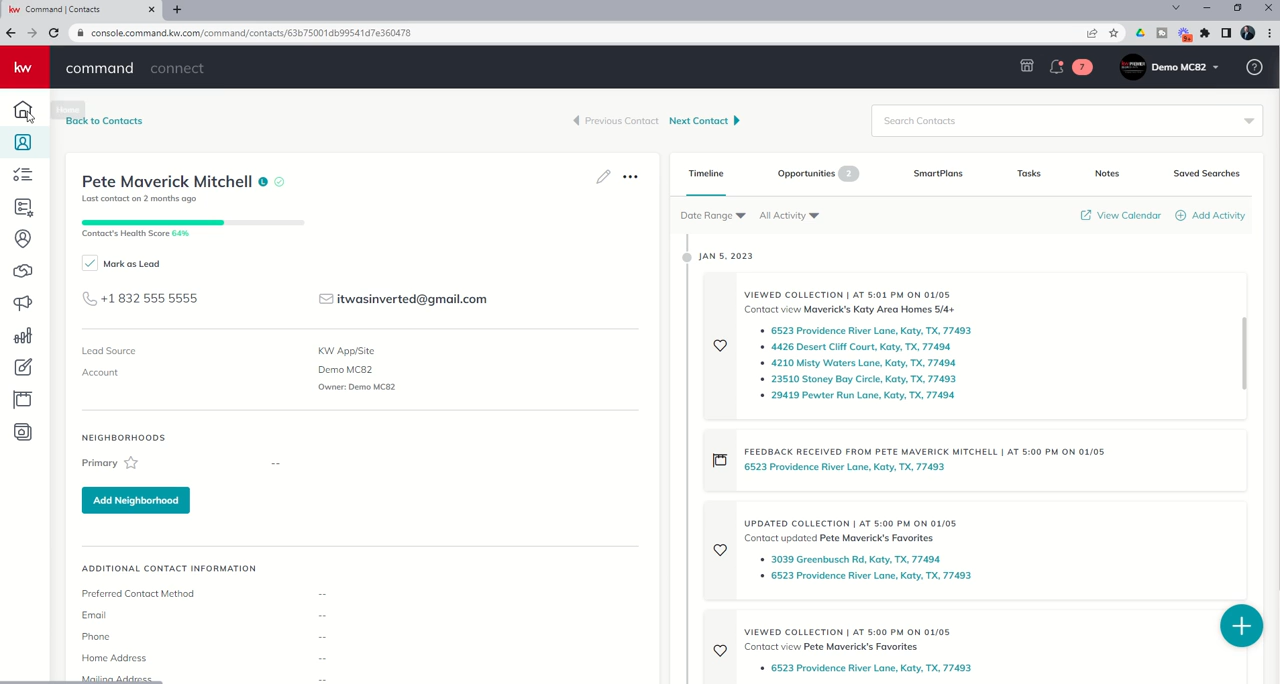 kw Command | Contacts
console.command.kw.com/command/contacts/63b75001db99541d7e360478
9+
kw command connect
7
Demo MC82
Home
Back to Contacts
Previous Contact Next Contact
Search Contacts
Pete Maverick Mitchell L
Last contact on 2 months ago
Contact's Health Score 64%
Mark as Lead
+1 832 555 5555
itwasinverted@gmail.com
Lead Source KW App/Site
Account Demo MC82
Owner: Demo MC82
NEIGHBORHOODS
Primary --
Add Neighborhood
ADDITIONAL CONTACT INFORMATION
Preferred Contact Method --
Email --
Phone --
Home Address --
Mailing Address --
Timeline Opportunities 2 SmartPlans Tasks Notes Saved Searches
Date Range All Activity View Calendar Add Activity
JAN 5, 2023
VIEWED COLLECTION | AT 5:01 PM ON 01/05
Contact view Maverick's Katy Area Homes 5/4+
• 6523 Providence River Lane, Katy, TX, 77493
• 4426 Desert Cliff Court, Katy, TX, 77494
• 4210 Misty Waters Lane, Katy, TX, 77494
• 23510 Stoney Bay Circle, Katy, TX, 77493
• 29419 Pewter Run Lane, Katy, TX, 77494
FEEDBACK RECEIVED FROM PETE MAVERICK MITCHELL | AT 5:00 PM ON 01/05
6523 Providence River Lane, Katy, TX, 77493
UPDATED COLLECTION | AT 5:00 PM ON 01/05
Contact updated Pete Maverick's Favorites
• 3039 Greenbusch Rd, Katy, TX, 77494
• 6523 Providence River Lane, Katy, TX, 77493
VIEWED COLLECTION | AT 5:00 PM ON 01/05
Contact view Pete Maverick's Favorites
• 6523 Providence River Lane, Katy, TX, 77493